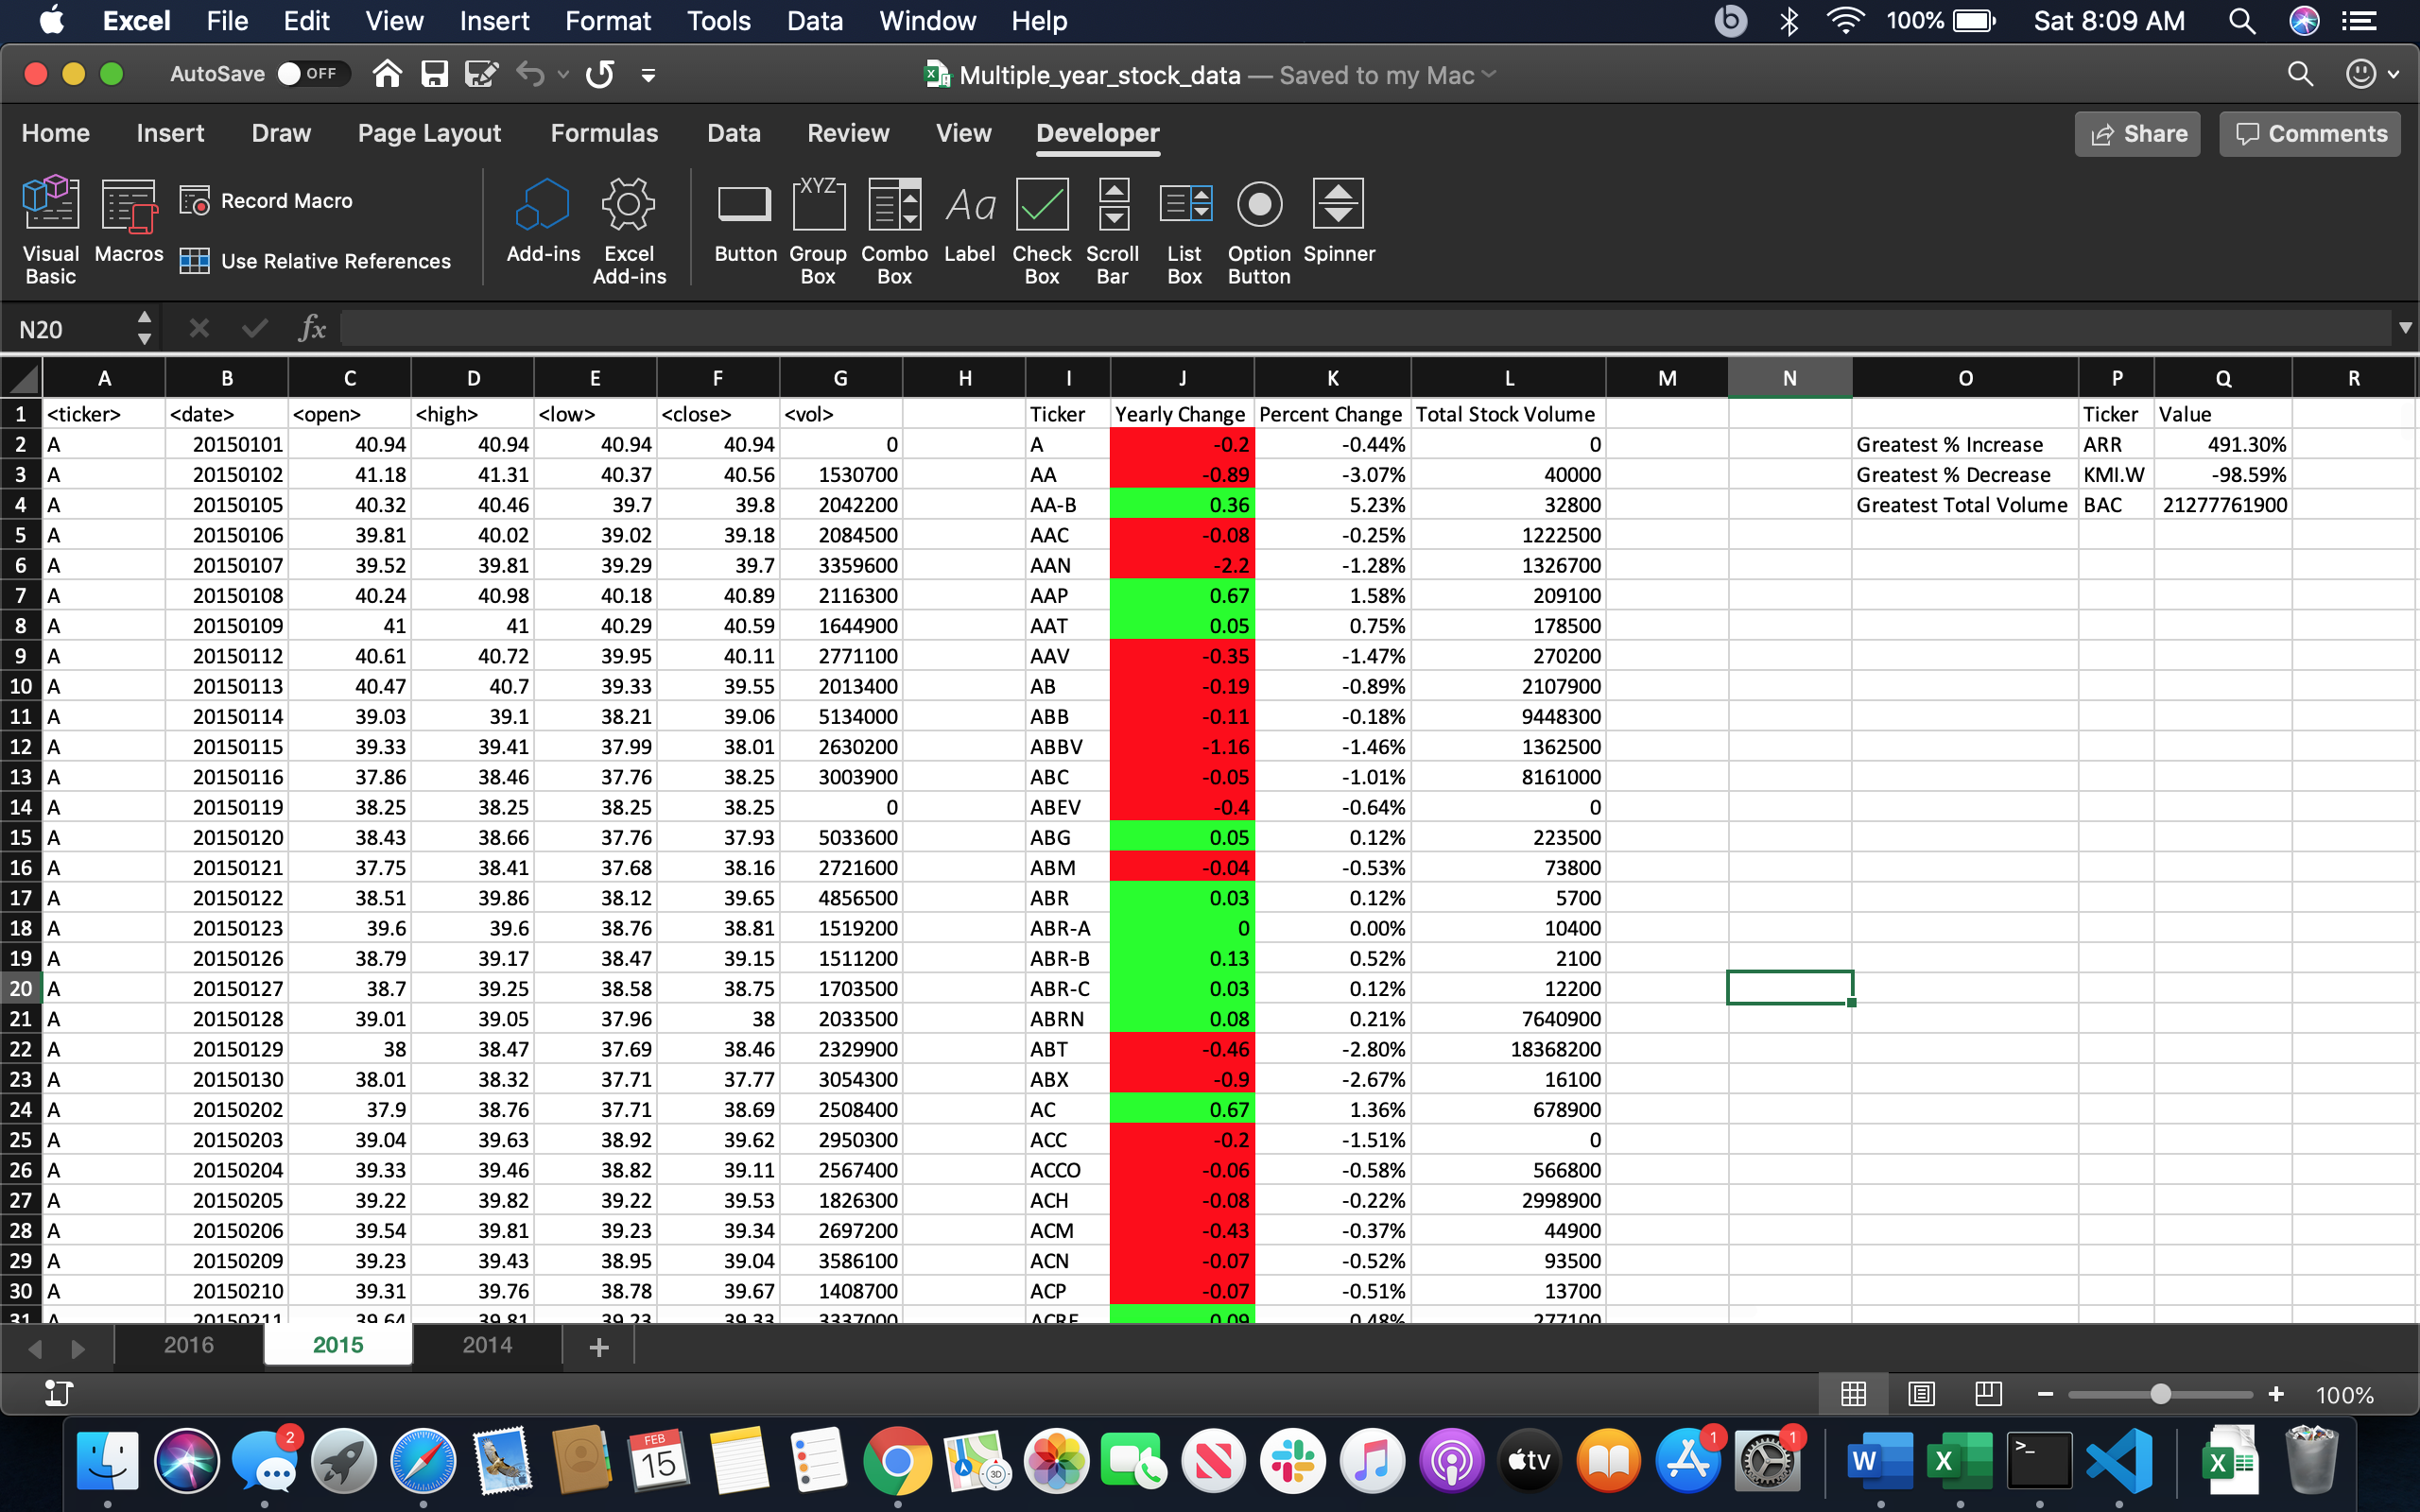 Excel File Edit View Insert Format Tools Data Window Help 100% Sat 8:09 AM
AutoSave OFF Multiple_year_stock_data — Saved to my Mac
Home Insert Draw Page Layout Formulas Data Review View Developer Share Comments
Visual Basic Macros Record Macro Use Relative References Add-ins Excel Add-ins Button XYZ Group Box Combo Box Aa Label Check Box Scroll Bar List Box Option Button Spinner
N20 fx
A B C D E F G H I J K L M N O P Q R
1 <ticker> <date> <open> <high> <low> <close> <vol> Ticker Yearly Change Percent Change Total Stock Volume Ticker Value
2 A 20150101 40.94 40.94 40.94 40.94 0 A -0.2 -0.44% 0 Greatest % Increase ARR 491.30%
3 A 20150102 41.18 41.31 40.37 40.56 1530700 AA -0.89 -3.07% 40000 Greatest % Decrease KMI.W -98.59%
4 A 20150105 40.32 40.46 39.7 39.8 2042200 AA-B 0.36 5.23% 32800 Greatest Total Volume BAC 21277761900
5 A 20150106 39.81 40.02 39.02 39.18 2084500 AAC -0.08 -0.25% 1222500
6 A 20150107 39.52 39.81 39.29 39.7 3359600 AAN -2.2 -1.28% 1326700
7 A 20150108 40.24 40.98 40.18 40.89 2116300 AAP 0.67 1.58% 209100
8 A 20150109 41 41 40.29 40.59 1644900 AAT 0.05 0.75% 178500
9 A 20150112 40.61 40.72 39.95 40.11 2771100 AAV -0.35 -1.47% 270200
10 A 20150113 40.47 40.7 39.33 39.55 2013400 AB -0.19 -0.89% 2107900
11 A 20150114 39.03 39.1 38.21 39.06 5134000 ABB -0.11 -0.18% 9448300
12 A 20150115 39.33 39.41 37.99 38.01 2630200 ABBV -1.16 -1.46% 1362500
13 A 20150116 37.86 38.46 37.76 38.25 3003900 ABC -0.05 -1.01% 8161000
14 A 20150119 38.25 38.25 38.25 38.25 0 ABEV -0.4 -0.64% 0
15 A 20150120 38.43 38.66 37.76 37.93 5033600 ABG 0.05 0.12% 223500
16 A 20150121 37.75 38.41 37.68 38.16 2721600 ABM -0.04 -0.53% 73800
17 A 20150122 38.51 39.86 38.12 39.65 4856500 ABR 0.03 0.12% 5700
18 A 20150123 39.6 39.6 38.76 38.81 1519200 ABR-A 0 0.00% 10400
19 A 20150126 38.79 39.17 38.47 39.15 1511200 ABR-B 0.13 0.52% 2100
20 A 20150127 38.7 39.25 38.58 38.75 1703500 ABR-C 0.03 0.12% 12200
21 A 20150128 39.01 39.05 37.96 38 2033500 ABRN 0.08 0.21% 7640900
22 A 20150129 38 38.47 37.69 38.46 2329900 ABT -0.46 -2.80% 18368200
23 A 20150130 38.01 38.32 37.71 37.77 3054300 ABX -0.9 -2.67% 16100
24 A 20150202 37.9 38.76 37.71 38.69 2508400 AC 0.67 1.36% 678900
25 A 20150203 39.04 39.63 38.92 39.62 2950300 ACC -0.2 -1.51% 0
26 A 20150204 39.33 39.46 38.82 39.11 2567400 ACCO -0.06 -0.58% 566800
27 A 20150205 39.22 39.82 39.22 39.53 1826300 ACH -0.08 -0.22% 2998900
28 A 20150206 39.54 39.81 39.23 39.34 2697200 ACM -0.43 -0.37% 44900
29 A 20150209 39.23 39.43 38.95 39.04 3586100 ACN -0.07 -0.52% 93500
30 A 20150210 39.31 39.76 38.78 39.67 1408700 ACP -0.07 -0.51% 13700
31 A 20150211 39.64 39.81 39.23 39.33 3337000 ACRE 0.09 0.48% 277100
2016 2015 2014 +
100%
2 FEB 15 3D tv 1 1 W X >_ X